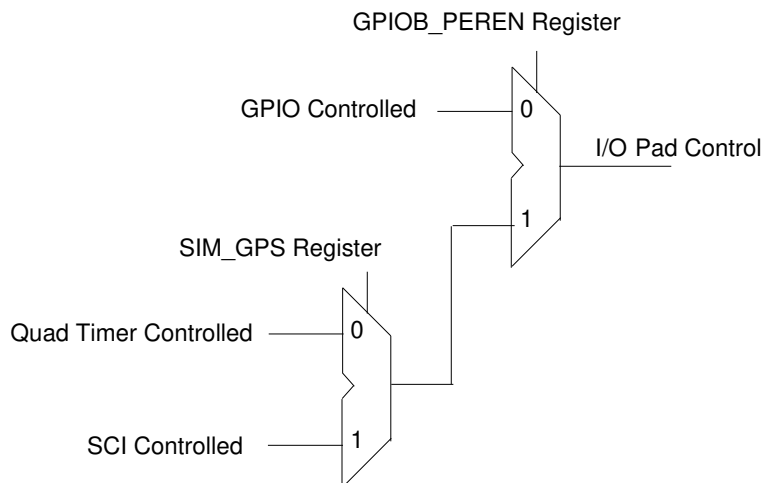 GPIOB_PEREN Register
GPIO Controlled
0
I/O Pad Control
1
SIM_GPS Register
Quad Timer Controlled
0
SCI Controlled
1